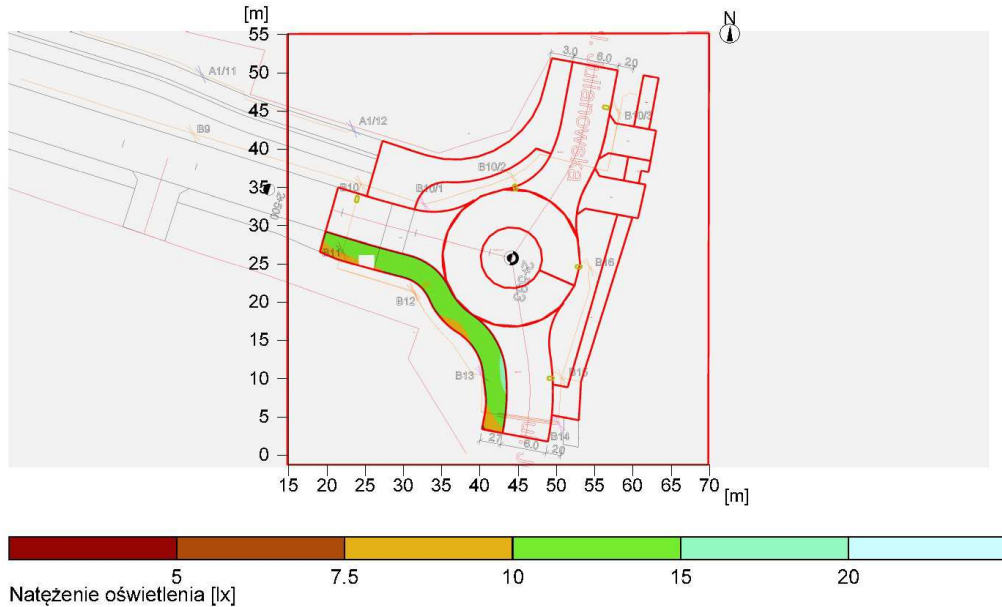 [m]
N
55
50
45
40
35
30
25
20
15
10
5
0
15 20 25 30 35 40 45 50 55 60 65 70
[m]
3.0 6.0 2.0
A1/11
A1/12
B9
B10
B10/1
B10/2
B10/3
B11
B12
B13
B14
B15
B16
Julianowska
2.7 6.0 2.0
5 7.5 10 15 20
Natężenie oświetlenia [lx]